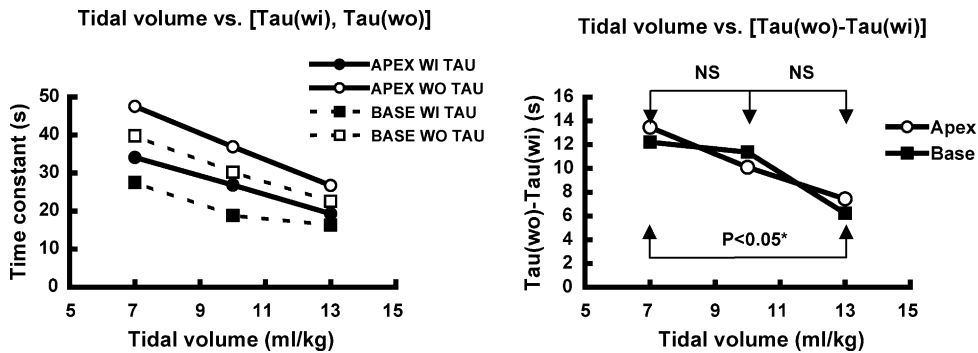 Tidal volume vs. [Tau(wi), Tau(wo)]
APEX WI TAU
APEX WO TAU
BASE WI TAU
BASE WO TAU
Time constant (s)
50
40
30
20
10
0
5 7 9 11 13 15
Tidal volume (ml/kg)
Tidal volume vs. [Tau(wo)-Tau(wi)]
NS NS
Apex
Base
Tau(wo)-Tau(wi) (s)
16
14
12
10
8
6
4
2
0
P<0.05*
5 7 9 11 13 15
Tidal volume (ml/kg)